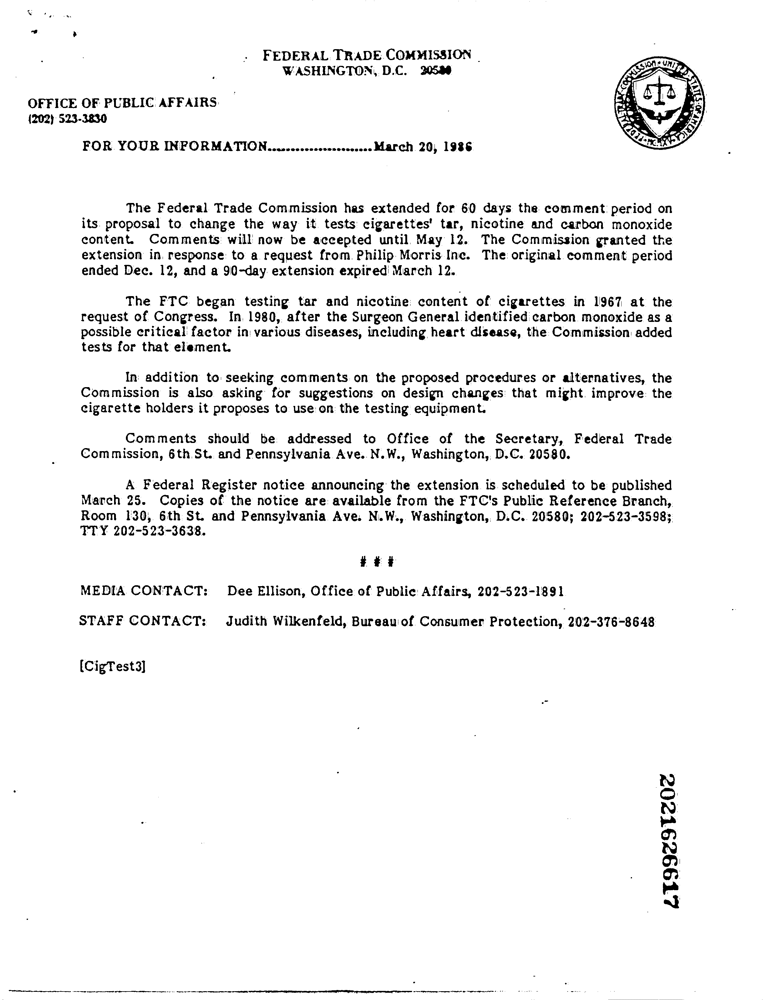 FEDERAL TRADE COMMISSION
WASHINGTON, D.C. 20580
OFFICE OF PUBLIC AFFAIRS
(202) 523-3830
FOR YOUR INFORMATION.......................March 20, 1986
The Federal Trade Commission has extended for 60 days the comment period on
its proposal to change the way it tests cigarettes' tar, nicotine and carbon monoxide
content. Comments will now be accepted until May 12. The Commission granted the
extension in response to a request from Philip Morris Inc. The original comment period
ended Dec. 12, and a 90-day extension expired March 12.
The FTC began testing tar and nicotine content of cigarettes in 1967 at the
request of Congress. In 1980, after the Surgeon General identified carbon monoxide as a
possible critical factor in various diseases, including heart disease, the Commission added
tests for that element.
In addition to seeking comments on the proposed procedures or alternatives, the
Commission is also asking for suggestions on design changes that might improve the
cigarette holders it proposes to use on the testing equipment.
Comments should be addressed to Office of the Secretary, Federal Trade
Commission, 6th St. and Pennsylvania Ave. N.W., Washington, D.C. 20580.
A Federal Register notice announcing the extension is scheduled to be published
March 25. Copies of the notice are available from the FTC's Public Reference Branch,
Room 130, 6th St. and Pennsylvania Ave. N.W., Washington, D.C. 20580; 202-523-3598;
TTY 202-523-3638.
# # #
MEDIA CONTACT: Dee Ellison, Office of Public Affairs, 202-523-1891
STAFF CONTACT: Judith Wilkenfeld, Bureau of Consumer Protection, 202-376-8648
[CigTest3]
2021626617